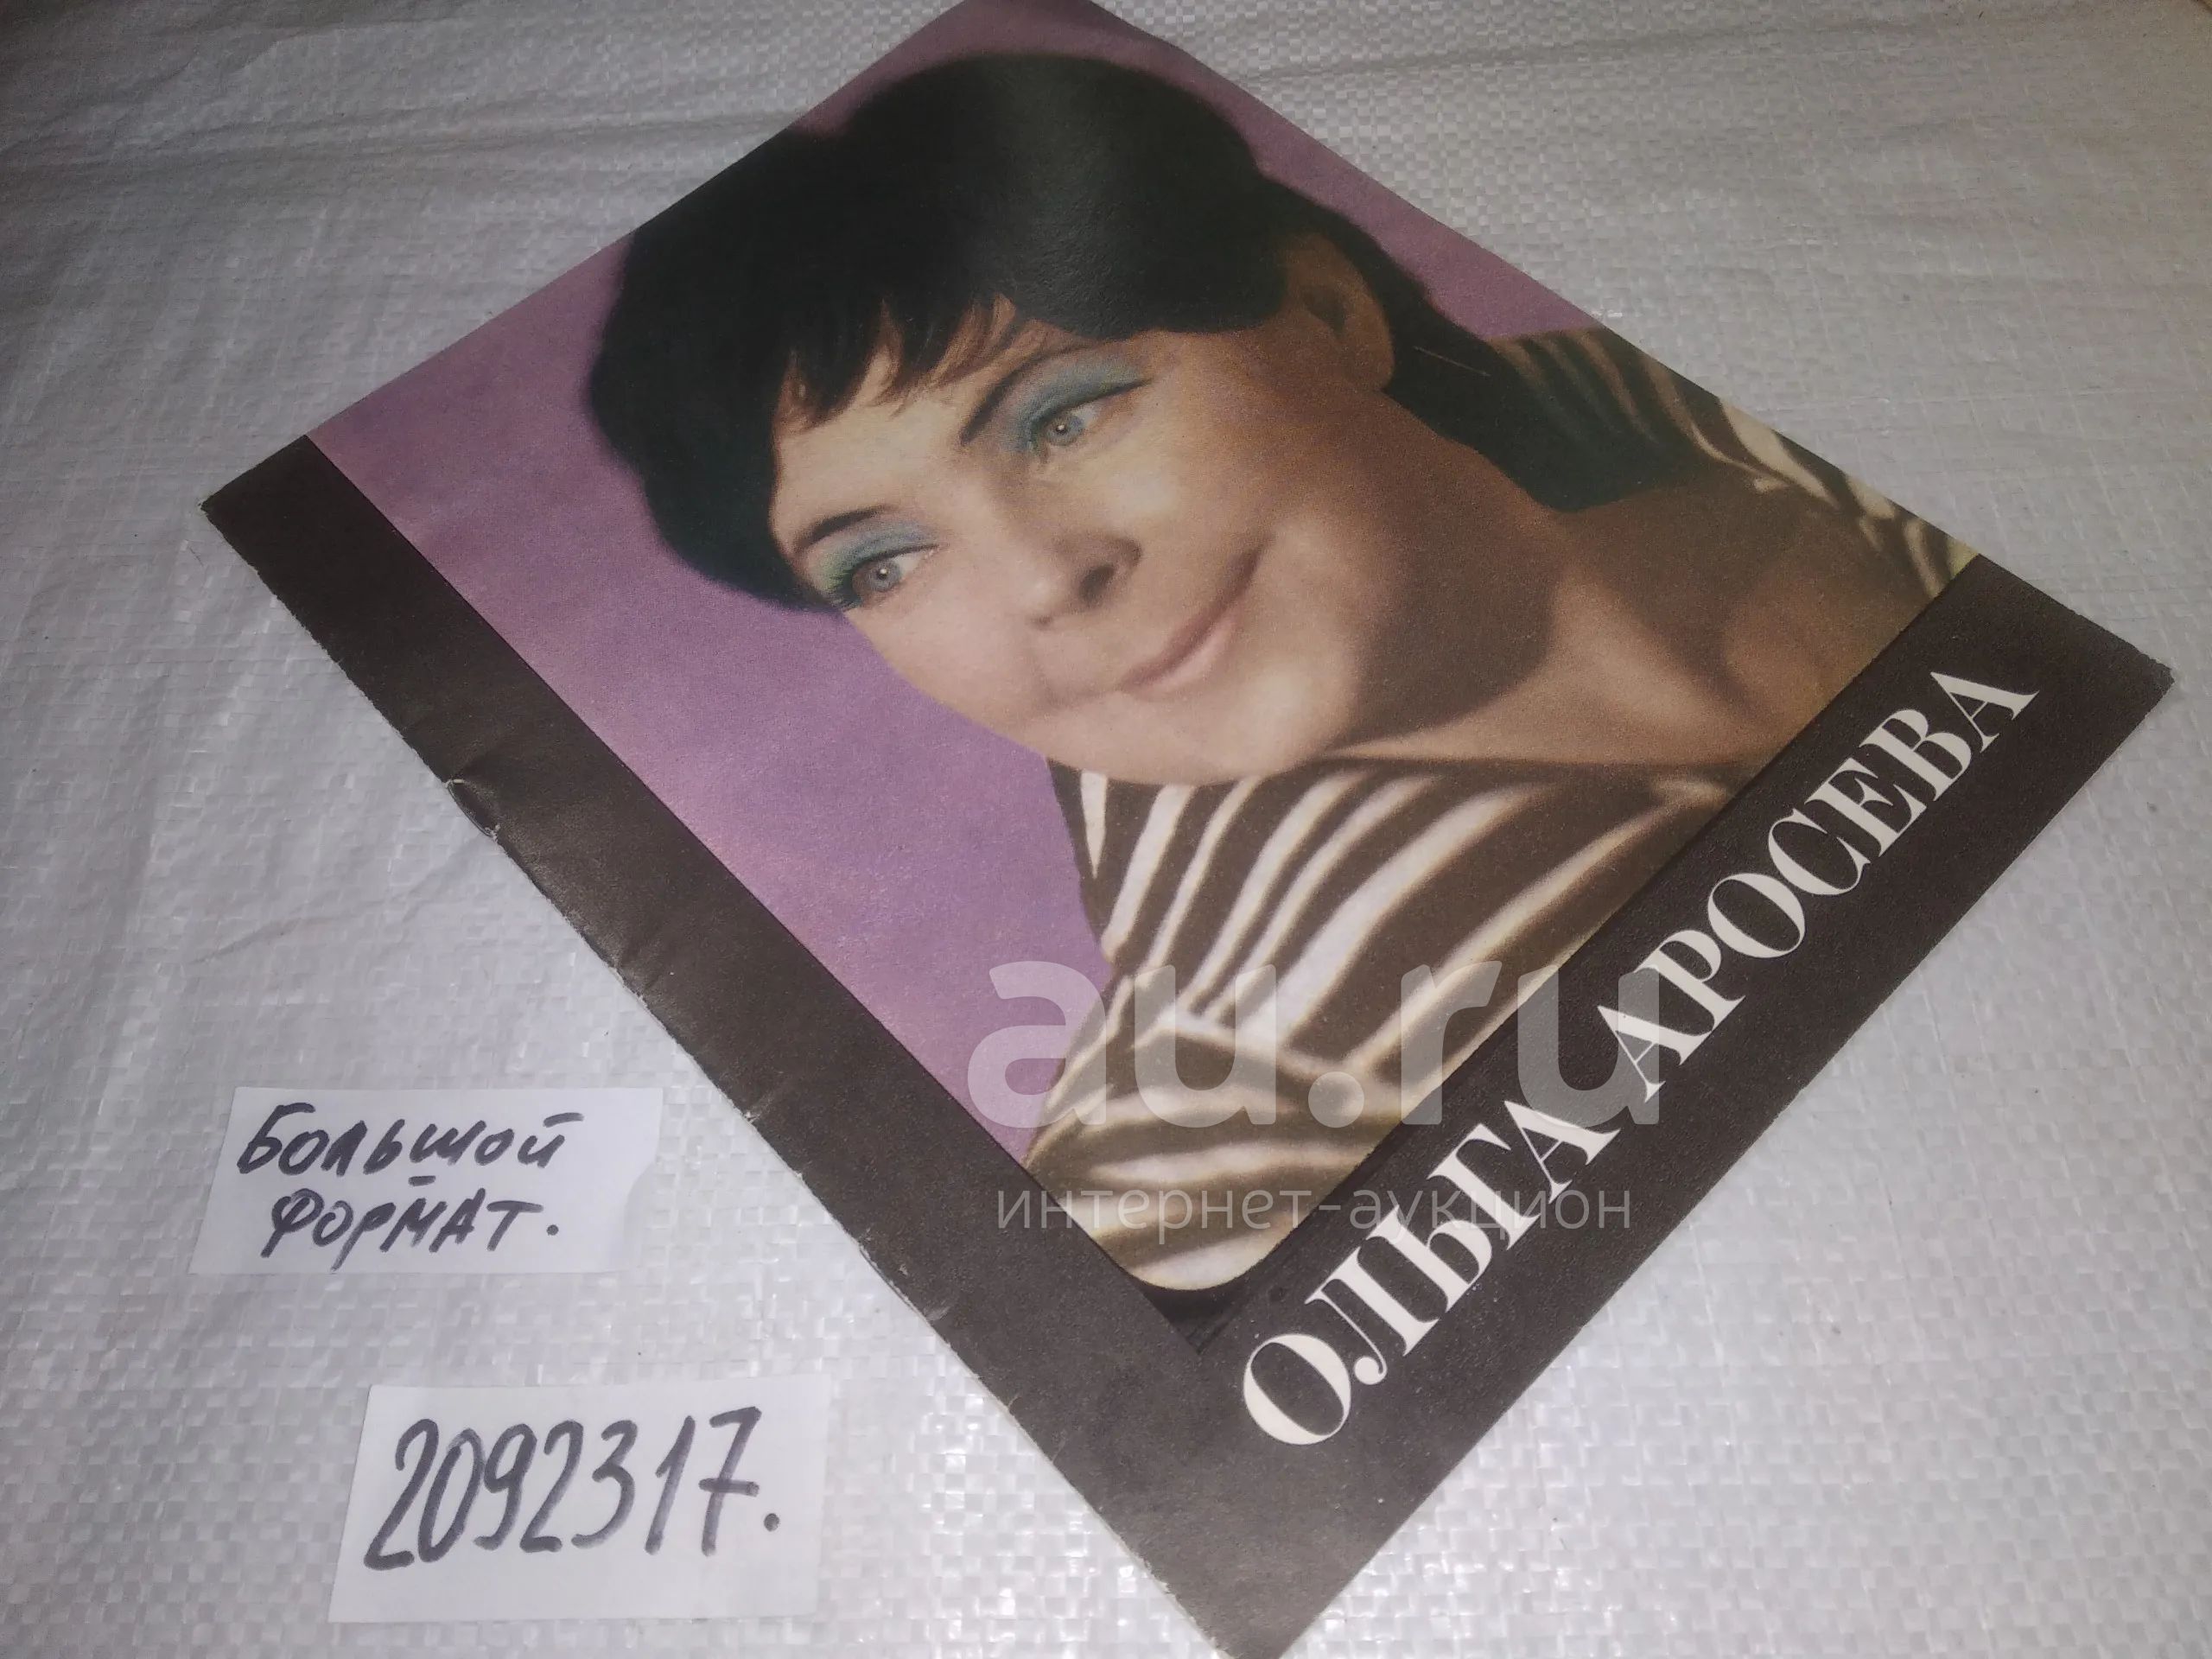 ОЛЬГА АРОСЕВА
au.ru
интернет-аукцион
Большой
формат.
2092317.